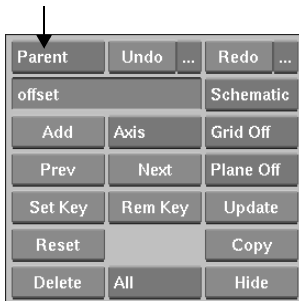 Parent Undo ... Redo ...
offset Schematic
Add Axis Grid Off
Prev Next Plane Off
Set Key Rem Key Update
Reset Copy
Delete All Hide